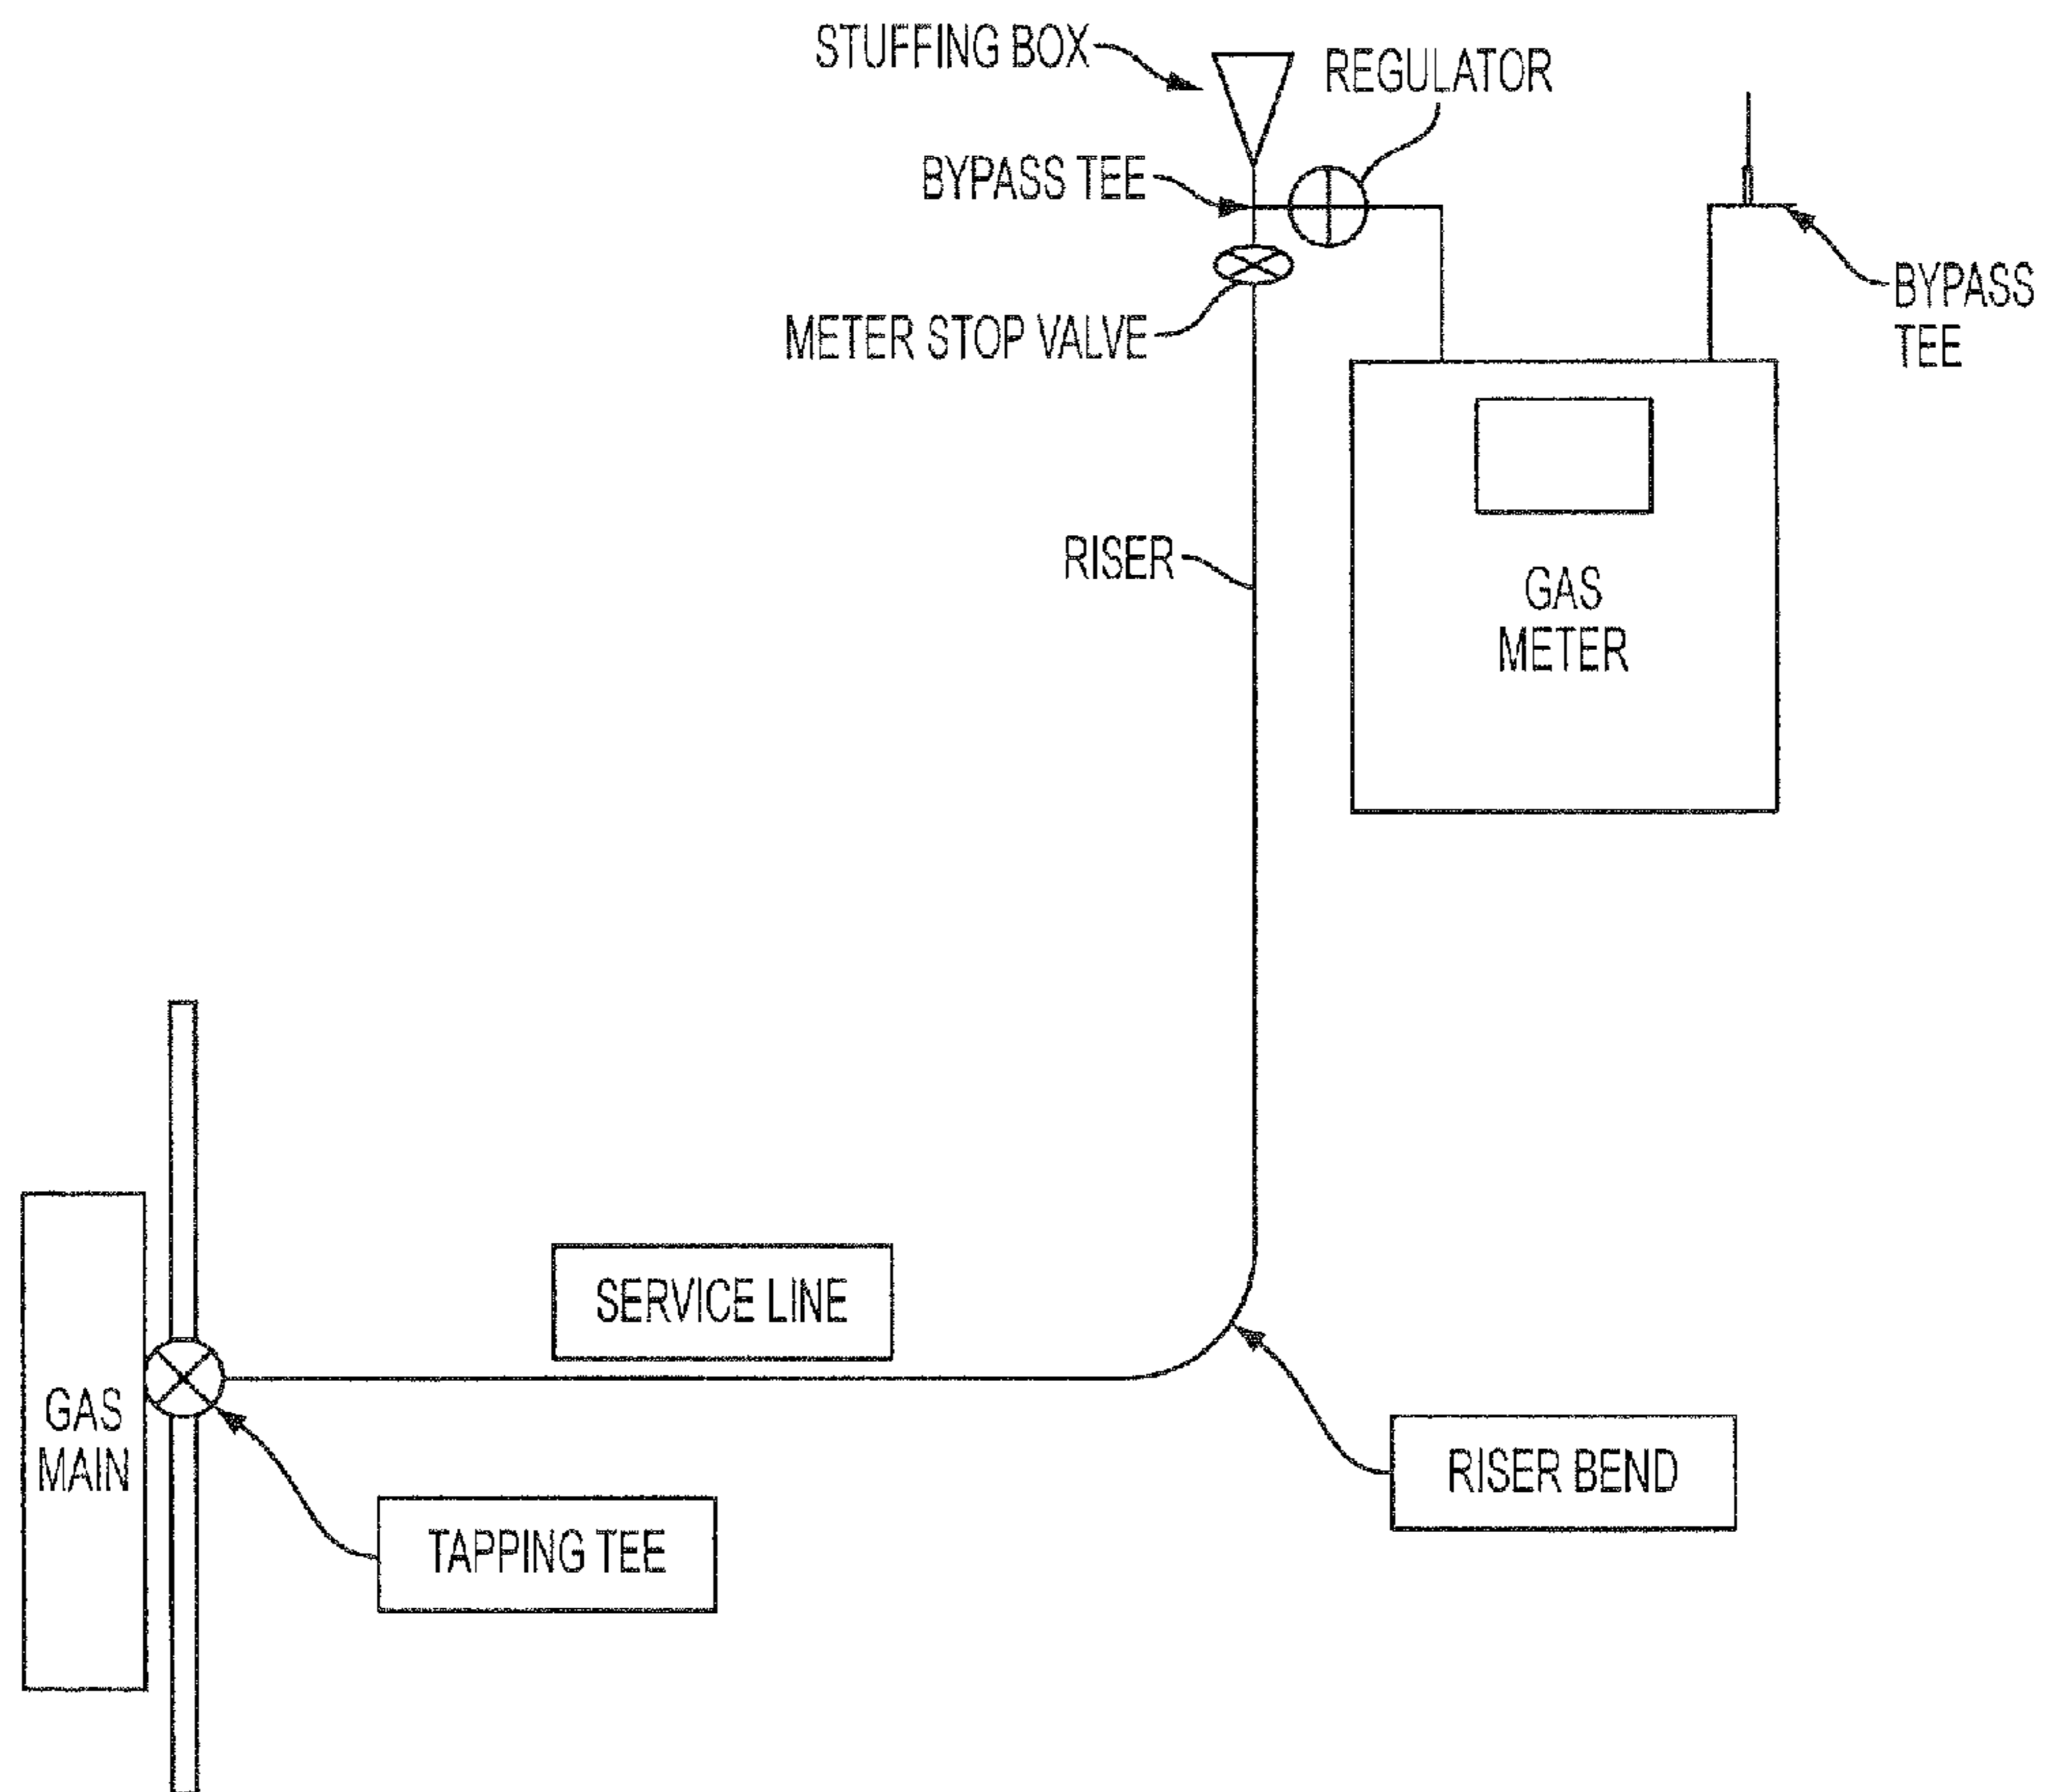 STUFFING BOX
REGULATOR
BYPASS TEE
BYPASS
TEE
METER STOP VALVE
RISER
GAS
METER
SERVICE LINE
GAS
MAIN
RISER BEND
TAPPING TEE